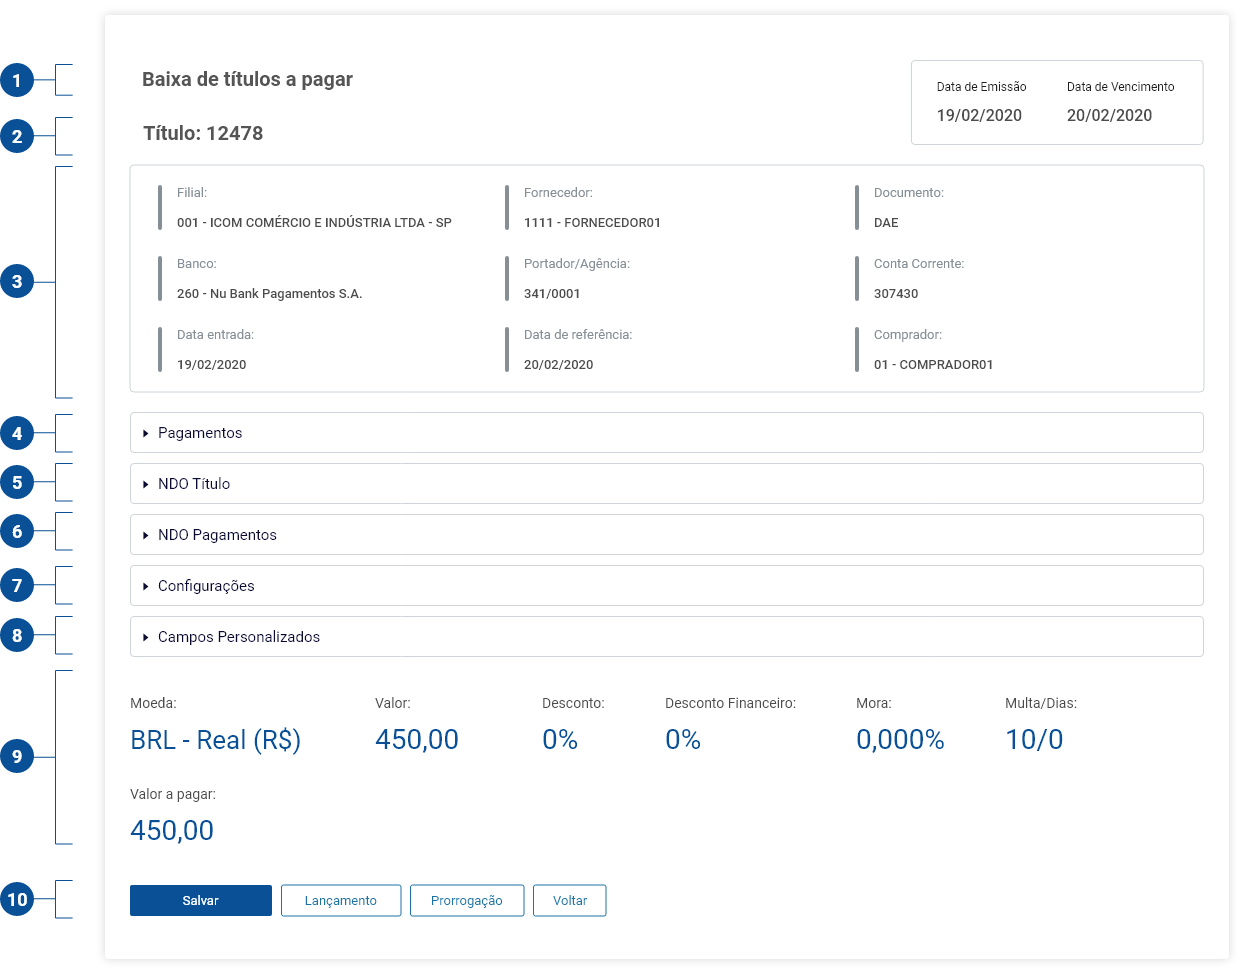 1
Baixa de títulos a pagar
Data de Emissão Data de Vencimento
19/02/2020 20/02/2020
2
Título: 12478
3
Filial: Fornecedor: Documento:
001 - ICOM COMÉRCIO E INDÚSTRIA LTDA - SP 1111 - FORNECEDOR01 DAE
Banco: Portador/Agência: Conta Corrente:
260 - Nu Bank Pagamentos S.A. 341/0001 307430
Data entrada: Data de referência: Comprador:
19/02/2020 20/02/2020 01 - COMPRADOR01
4
Pagamentos
5
NDO Título
6
NDO Pagamentos
7
Configurações
8
Campos Personalizados
9
Moeda: Valor: Desconto: Desconto Financeiro: Mora: Multa/Dias:
BRL - Real (R$) 450,00 0% 0% 0,000% 10/0
Valor a pagar:
450,00
10
Salvar Lançamento Prorrogação Voltar